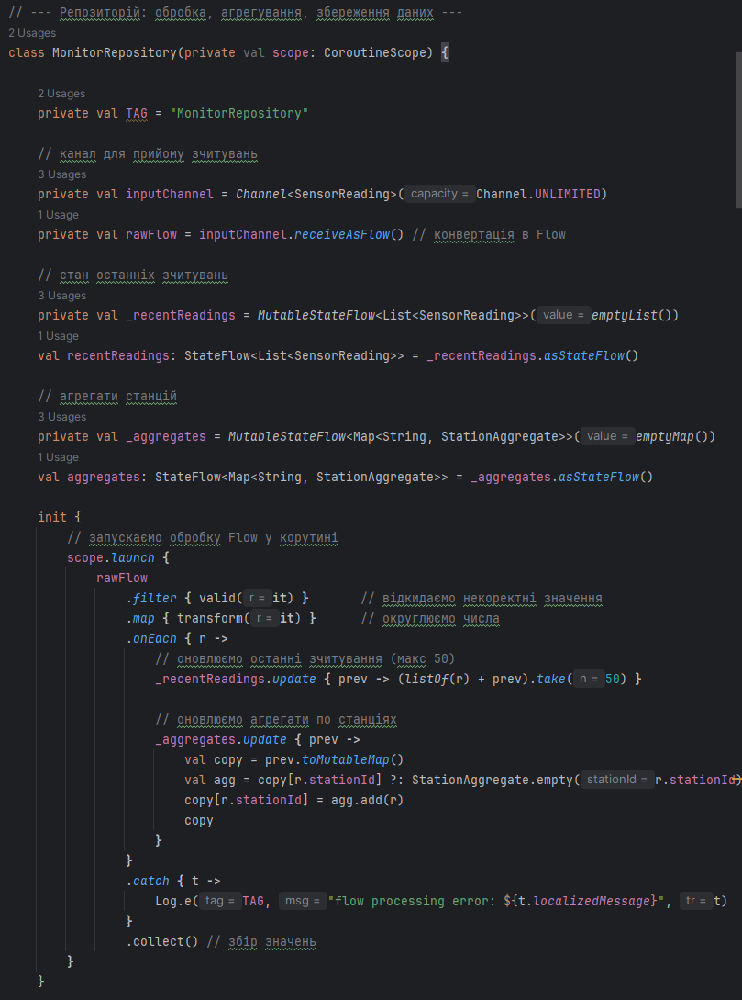 // --- Репозиторій: обробка, агрегування, збереження даних ---
2 Usages
class MonitorRepository(private val scope: CoroutineScope) {
2 Usages
private val TAG = "MonitorRepository"
// канал для прийому зчитувань
3 Usages
private val inputChannel = Channel<SensorReading>( capacity = Channel.UNLIMITED)
1 Usage
private val rawFlow = inputChannel.receiveAsFlow() // конвертація в Flow
// стан останніх зчитувань
3 Usages
private val _recentReadings = MutableStateFlow<List<SensorReading>>( value = emptyList())
1 Usage
val recentReadings: StateFlow<List<SensorReading>> = _recentReadings.asStateFlow()
// агрегати станцій
3 Usages
private val _aggregates = MutableStateFlow<Map<String, StationAggregate>>( value = emptyMap())
1 Usage
val aggregates: StateFlow<Map<String, StationAggregate>> = _aggregates.asStateFlow()
init {
// запускаємо обробку Flow у корутині
scope.launch {
rawFlow
.filter { valid( r = it) } // відкидаємо некоректні значення
.map { transform( r = it) } // округлюємо числа
.onEach { r ->
// оновлюємо останні зчитування (макс 50)
_recentReadings.update { prev -> (listOf(r) + prev).take( n = 50) }
// оновлюємо агрегати по станціях
_aggregates.update { prev ->
val copy = prev.toMutableMap()
val agg = copy[r.stationId] ?: StationAggregate.empty( stationId = r.stationId)
copy[r.stationId] = agg.add(r)
copy
}
}
.catch { t ->
Log.e( tag = TAG, msg = "flow processing error: ${t.localizedMessage}", tr = t)
}
.collect() // збір значень
}
}